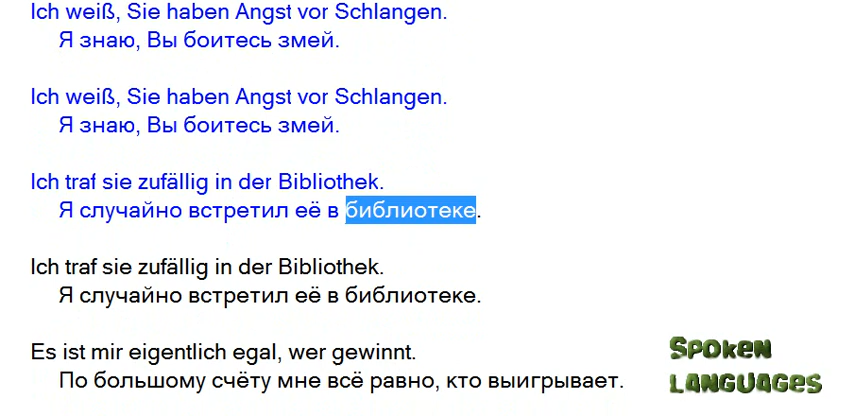 Ich weiß, Sie haben Angst vor Schlangen.
Я знаю, Вы боитесь змей.
Ich weiß, Sie haben Angst vor Schlangen.
Я знаю, Вы боитесь змей.
Ich traf sie zufällig in der Bibliothek.
Я случайно встретил её в библиотеке.
Ich traf sie zufällig in der Bibliothek.
Я случайно встретил её в библиотеке.
Es ist mir eigentlich egal, wer gewinnt.
По большому счёту мне всё равно, кто выигрывает.
Spoken
Languages